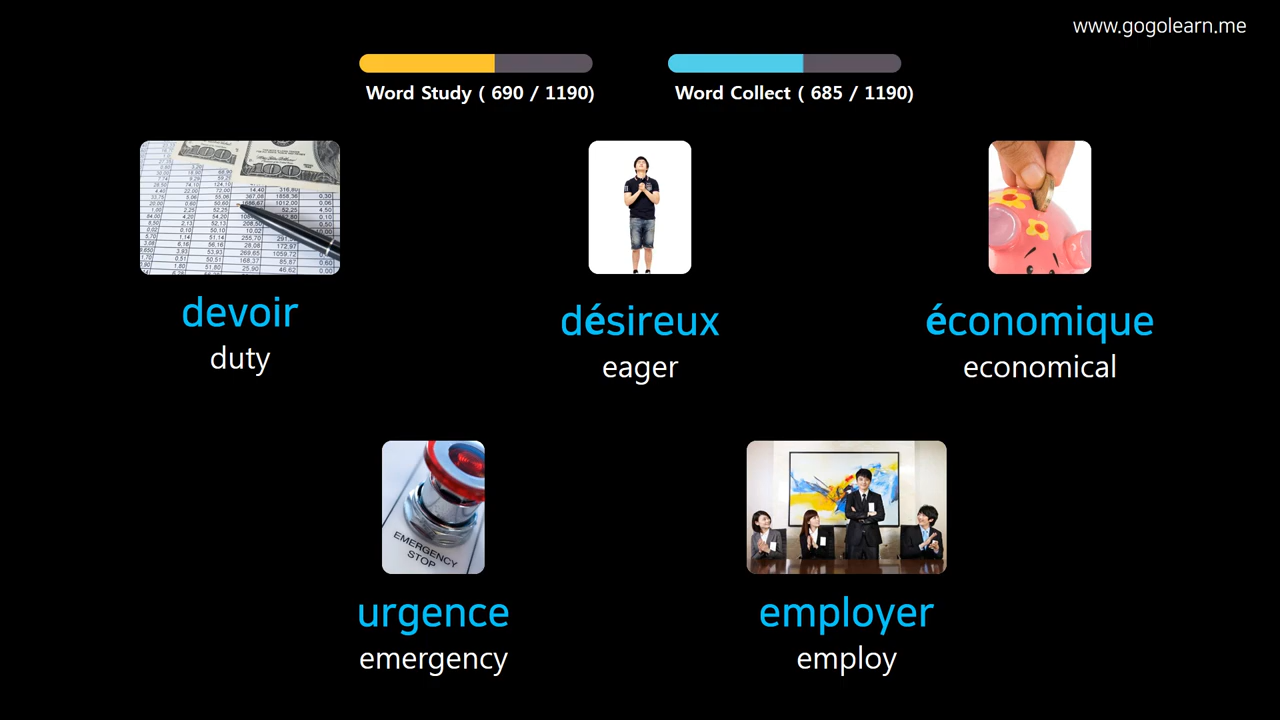 www.gogolearn.me
Word Study ( 690 / 1190)
Word Collect ( 685 / 1190)
devoir
duty
désireux
eager
économique
economical
EMERGENCY
STOP
urgence
emergency
employer
employ